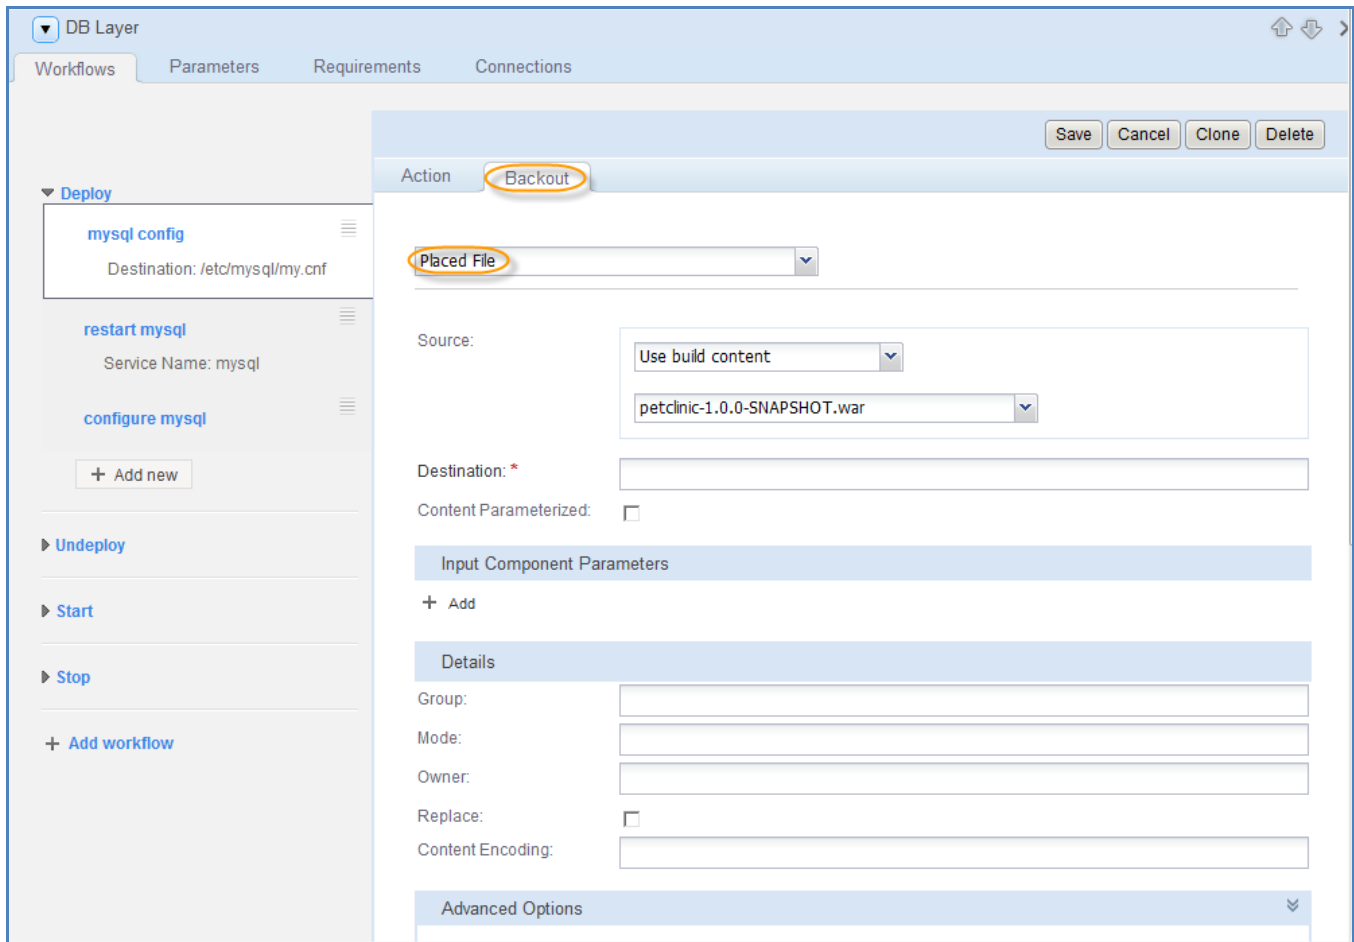 DB Layer
Workflows Parameters Requirements Connections
Save Cancel Clone Delete
Action Backout
Deploy
mysql config
Destination: /etc/mysql/my.cnf
restart mysql
Service Name: mysql
configure mysql
+ Add new
Undeploy
Start
Stop
+ Add workflow
Placed File
Source:
Use build content
petclinic-1.0.0-SNAPSHOT.war
Destination: *
Content Parameterized:
Input Component Parameters
+ Add
Details
Group:
Mode:
Owner:
Replace:
Content Encoding:
Advanced Options